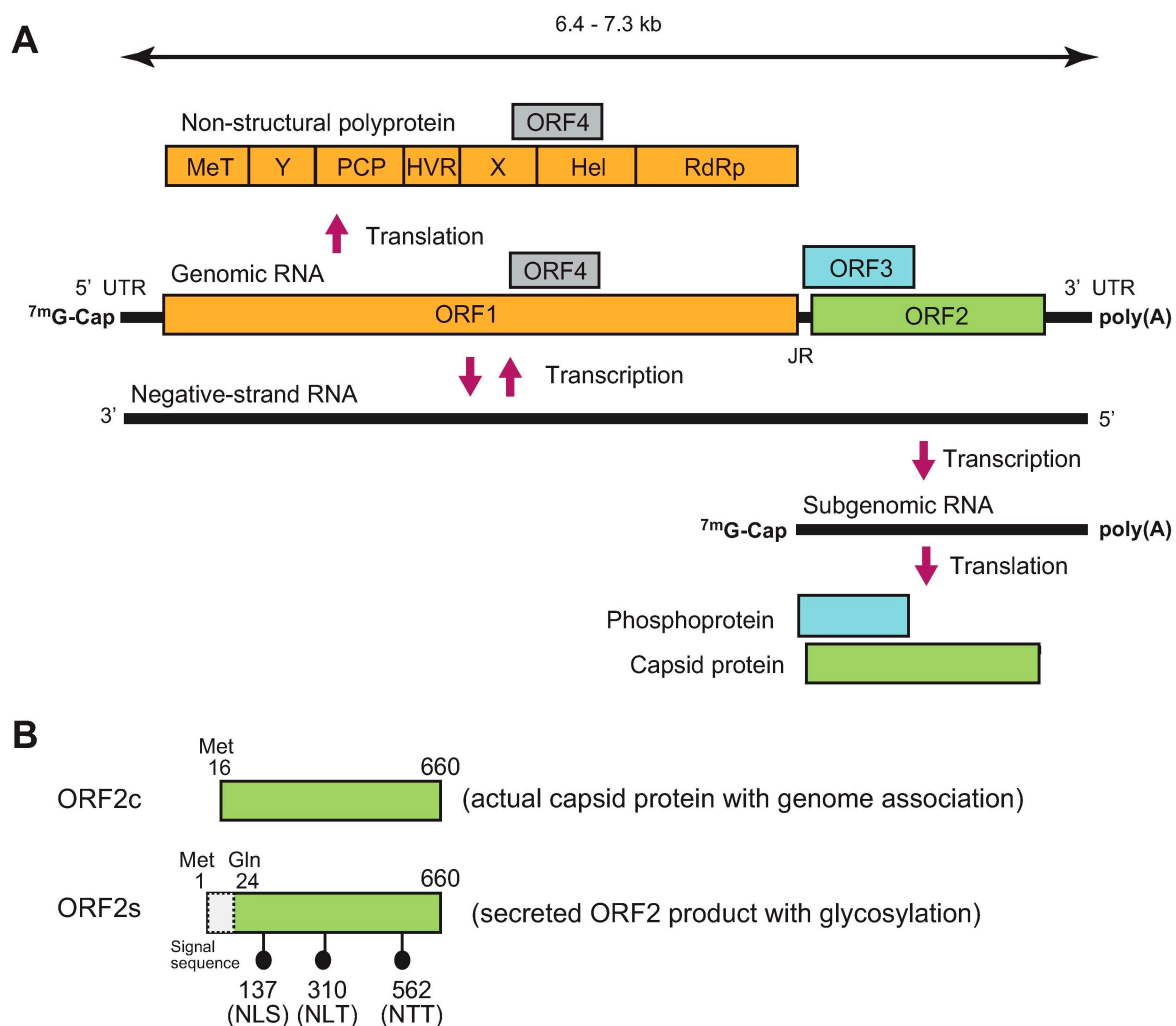 A
6.4 - 7.3 kb
Non-structural polyprotein
ORF4
MeT Y PCP HVR X Hel RdRp
Translation
Genomic RNA
ORF4
ORF3
5’ UTR
3’ UTR
7mG-Cap
ORF1
ORF2
poly(A)
JR
Transcription
Negative-strand RNA
3’
5’
Transcription
Subgenomic RNA
7mG-Cap
poly(A)
Translation
Phosphoprotein
Capsid protein
B
Met
16
660
ORF2c
(actual capsid protein with genome association)
Met Gln
1 24
660
ORF2s
(secreted ORF2 product with glycosylation)
Signal
sequence
137 310 562
(NLS) (NLT) (NTT)